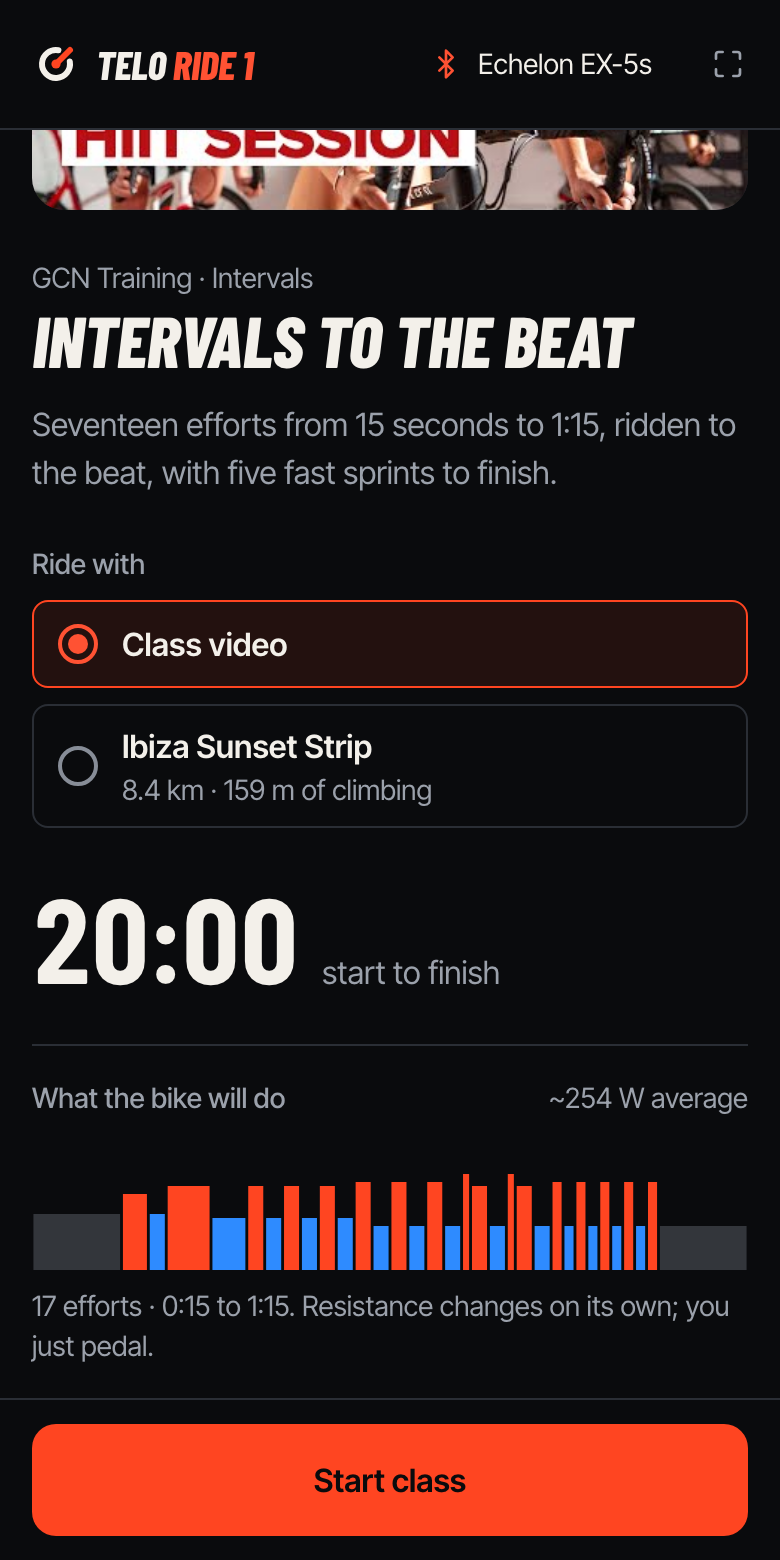 TELO RIDE 1
Echelon EX-5s
HIIT SESSION
GCN Training · Intervals
INTERVALS TO THE BEAT
Seventeen efforts from 15 seconds to 1:15, ridden to
the beat, with five fast sprints to finish.
Ride with
Class video
Ibiza Sunset Strip
8.4 km · 159 m of climbing
20:00 start to finish
What the bike will do
~254 W average
17 efforts · 0:15 to 1:15. Resistance changes on its own; you
just pedal.
Start class